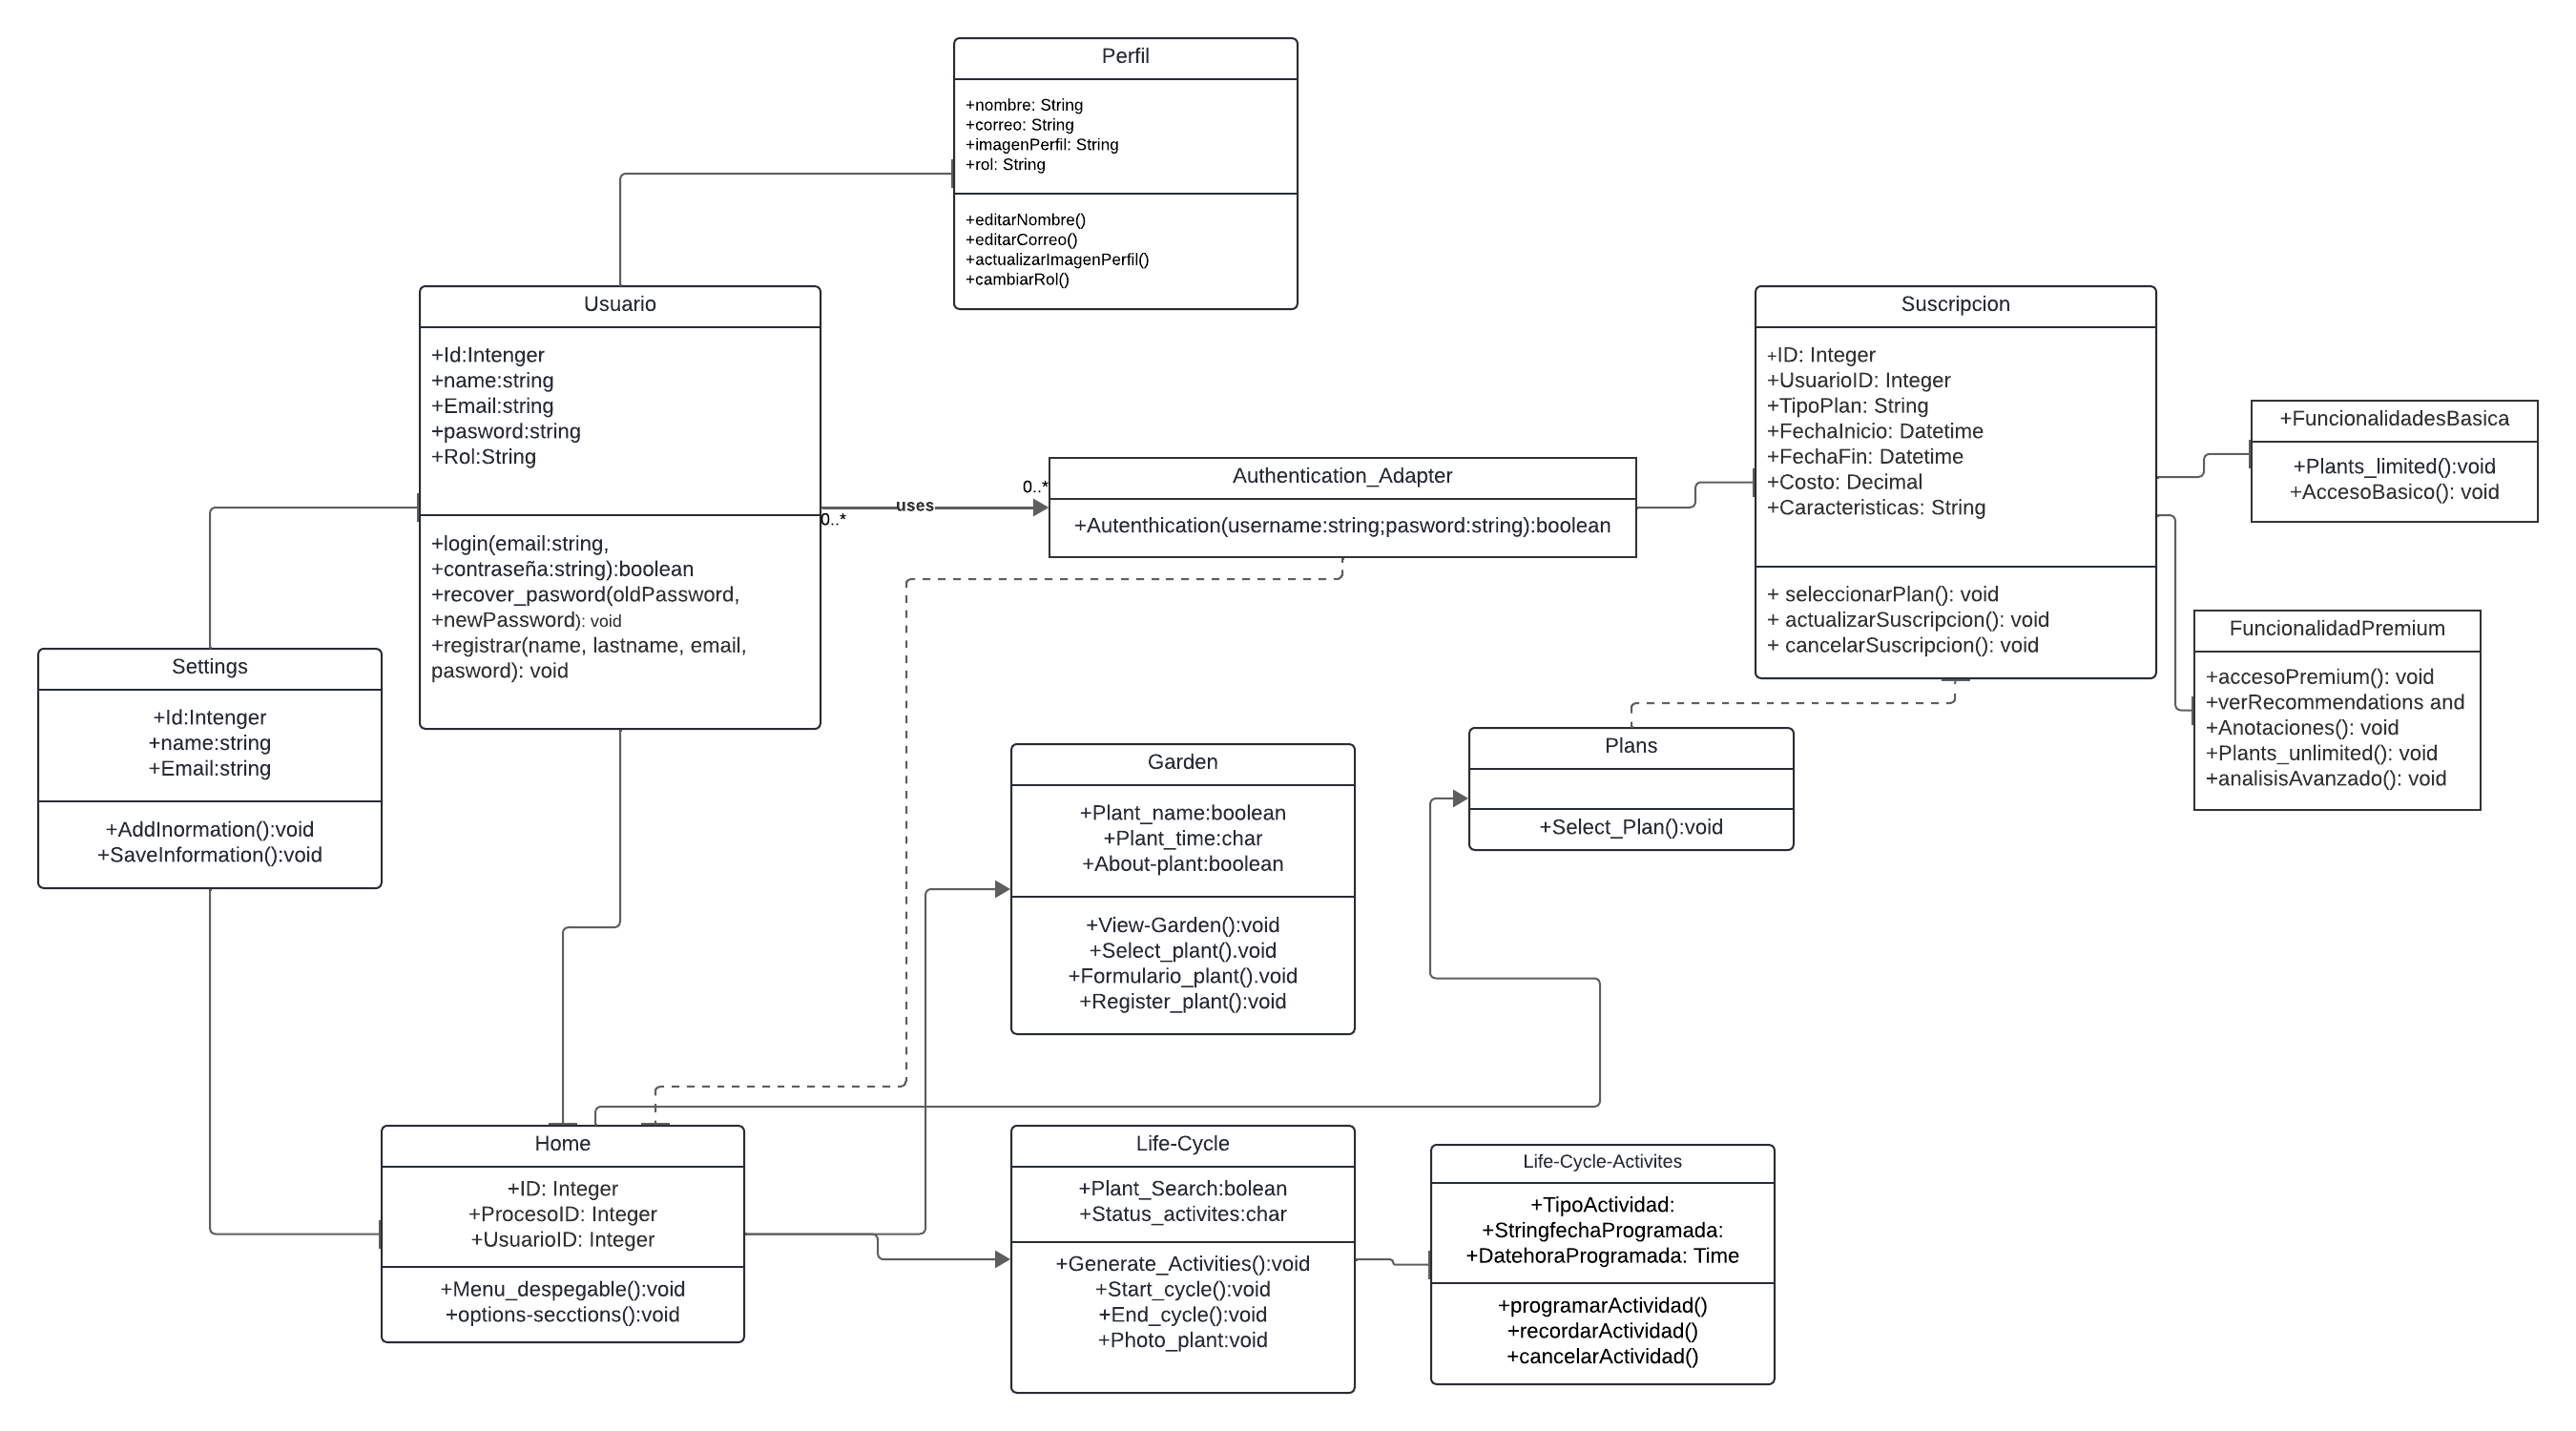 Perfil
+nombre: String
+correo: String
+imagenPerfil: String
+rol: String
+editarNombre()
+editarCorreo()
+actualizarImagenPerfil()
+cambiarRol()
Usuario
+Id:Intenger
+name:string
+Email:string
+pasword:string
+Rol:String
+login(email:string,
+contraseña:string):boolean
+recover_pasword(oldPassword,
+newPassword): void
+registrar(name, lastname, email,
pasword): void
0..*
uses
0..*
Authentication_Adapter
+Autenthication(username:string;pasword:string):boolean
Suscripcion
+ID: Integer
+UsuarioID: Integer
+TipoPlan: String
+FechaInicio: Datetime
+FechaFin: Datetime
+Costo: Decimal
+Caracteristicas: String
+ seleccionarPlan(): void
+ actualizarSuscripcion(): void
+ cancelarSuscripcion(): void
+FuncionalidadesBasica
+Plants_limited():void
+AccesoBasico(): void
FuncionalidadPremium
+accesoPremium(): void
+verRecommendations and
+Anotaciones(): void
+Plants_unlimited(): void
+analisisAvanzado(): void
Settings
+Id:Intenger
+name:string
+Email:string
+AddInormation():void
+SaveInformation():void
Garden
+Plant_name:boolean
+Plant_time:char
+About-plant:boolean
+View-Garden():void
+Select_plant().void
+Formulario_plant().void
+Register_plant():void
Plans
+Select_Plan():void
Home
+ID: Integer
+ProcesoID: Integer
+UsuarioID: Integer
+Menu_despegable():void
+options-secctions():void
Life-Cycle
+Plant_Search:bolean
+Status_activites:char
+Generate_Activities():void
+Start_cycle():void
+End_cycle():void
+Photo_plant:void
Life-Cycle-Activites
+TipoActividad:
+StringfechaProgramada:
+DatehoraProgramada: Time
+programarActividad()
+recordarActividad()
+cancelarActividad()